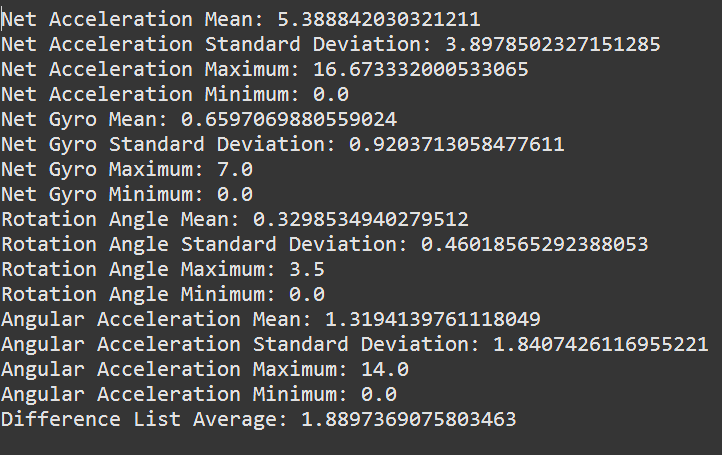 Net Acceleration Mean: 5.388842030321211
Net Acceleration Standard Deviation: 3.8978502327151285
Net Acceleration Maximum: 16.673332000533065
Net Acceleration Minimum: 0.0
Net Gyro Mean: 0.6597069880559024
Net Gyro Standard Deviation: 0.9203713058477611
Net Gyro Maximum: 7.0
Net Gyro Minimum: 0.0
Rotation Angle Mean: 0.3298534940279512
Rotation Angle Standard Deviation: 0.46018565292388053
Rotation Angle Maximum: 3.5
Rotation Angle Minimum: 0.0
Angular Acceleration Mean: 1.3194139761118049
Angular Acceleration Standard Deviation: 1.8407426116955221
Angular Acceleration Maximum: 14.0
Angular Acceleration Minimum: 0.0
Difference List Average: 1.8897369075803463